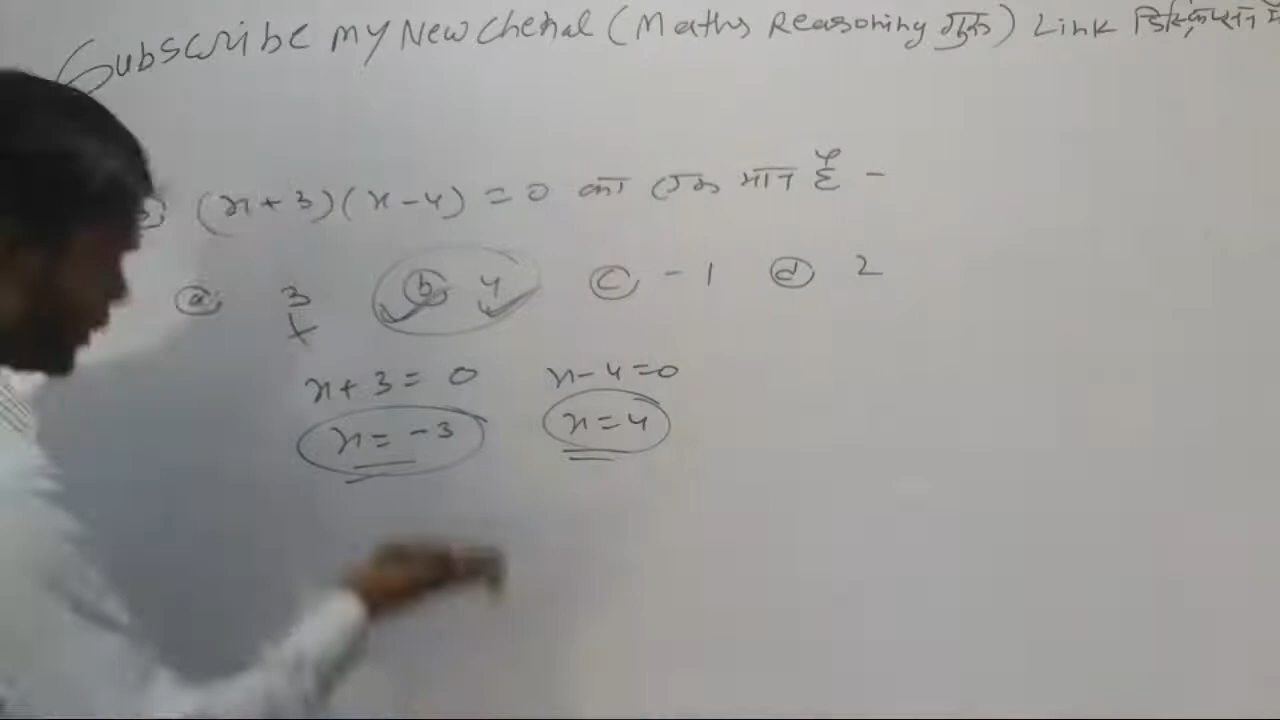 Subscribe my New Chenal (Maths Reasoning गुरु) Link
(x+3)(x-4)=0 का एक मान है -
(a) 3 (b) 4 (c) -1 (d) 2
x+3=0 x-4=0
x=-3 x=4